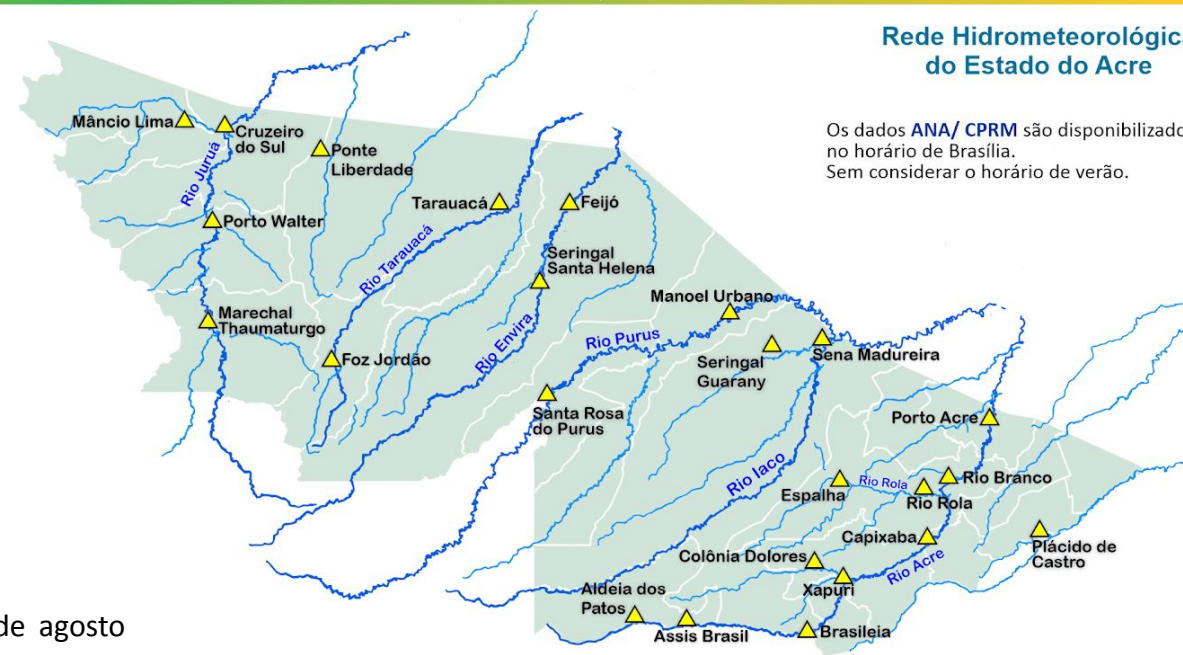 Rede Hidrometeorológic
do Estado do Acre
Os dados ANA/ CPRM são disponibilizado
no horário de Brasília.
Sem considerar o horário de verão.
Mâncio Lima
Cruzeiro
do Sul
Ponte
Liberdade
Rio Juruá
Porto Walter
Tarauacá
Feijó
Rio Tarauacá
Seringal
Santa Helena
Manoel Urbano
Marechal
Thaumaturgo
Rio Envira
Rio Purus
Foz Jordão
Seringal
Guarany
Sena Madureira
Santa Rosa
do Purus
Porto Acre
Rio Iaco
Espalha
Rio Rola
Rio Rola
Rio Branco
Capixaba
Plácido de
Castro
Colônia Dolores
Rio Acre
Xapuri
Aldeia dos
Patos
Assis Brasil
Brasileia
de agosto